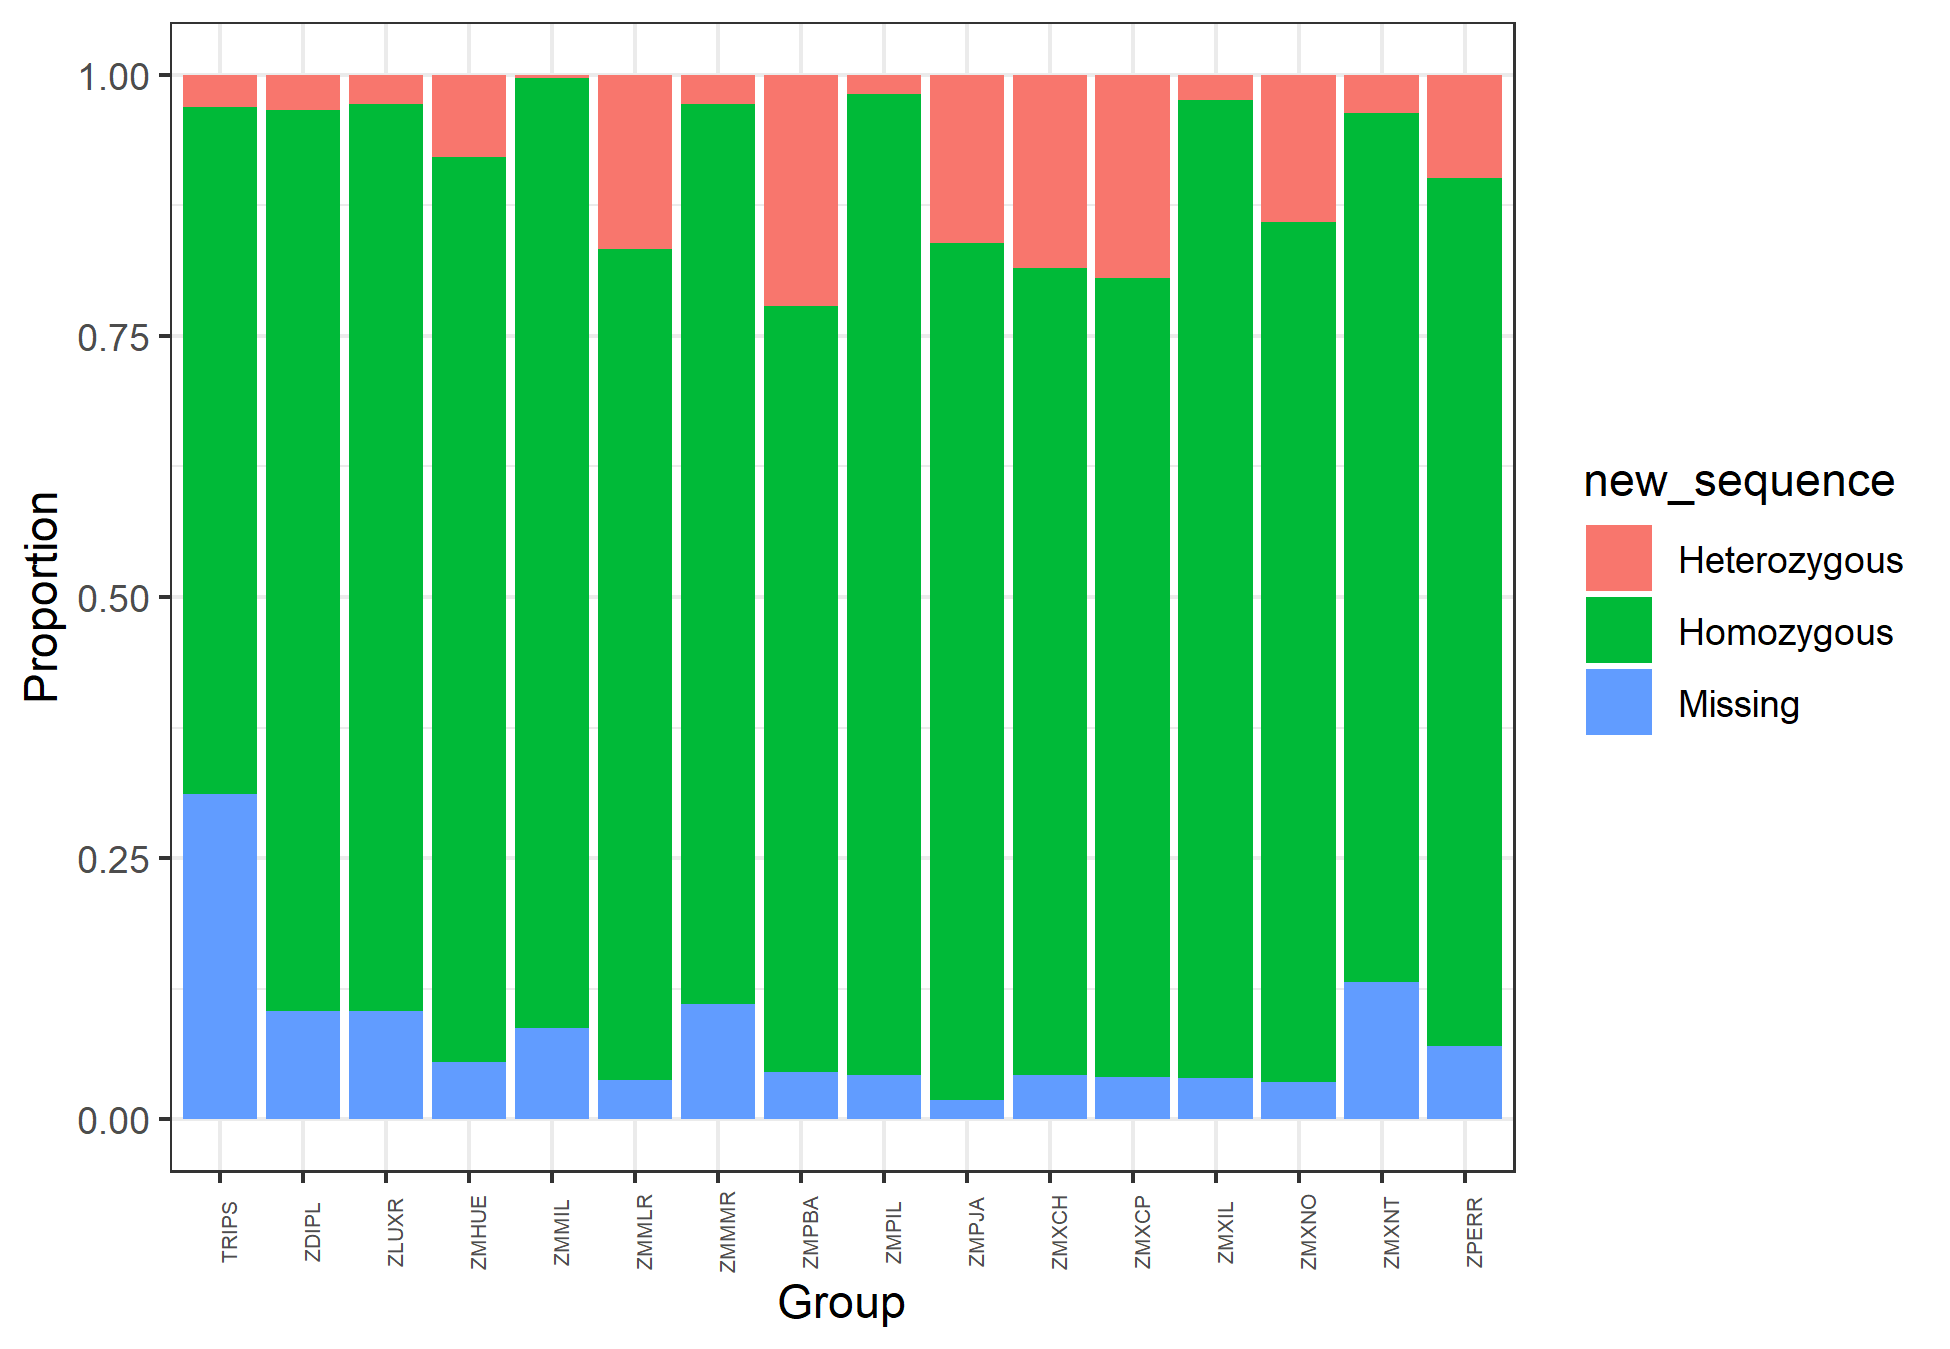 1.00
0.75
0.50
0.25
0.00
Proportion
TRIPS
ZDIPL
ZLUXR
ZMHUE
ZMMIL
ZMMLR
ZMMMR
ZMPBA
ZMPIL
ZMPJA
ZMXCH
ZMXCP
ZMXIL
ZMXNO
ZMXNT
ZPERR
Group
new_sequence
Heterozygous
Homozygous
Missing